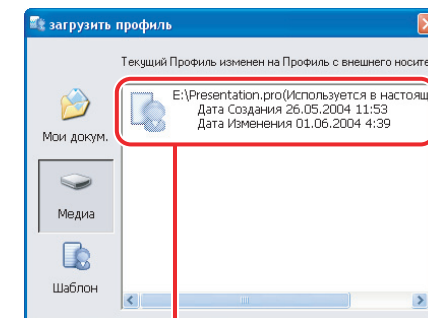 загрузить профиль
Текущий Профиль изменен на Профиль с внешнего носите
E:\Presentation.pro(Используется в настоящ
Дата Создания 26.05.2004 11:53
Дата Изменения 01.06.2004 4:39
Мои докум.
Медиа
Шаблон